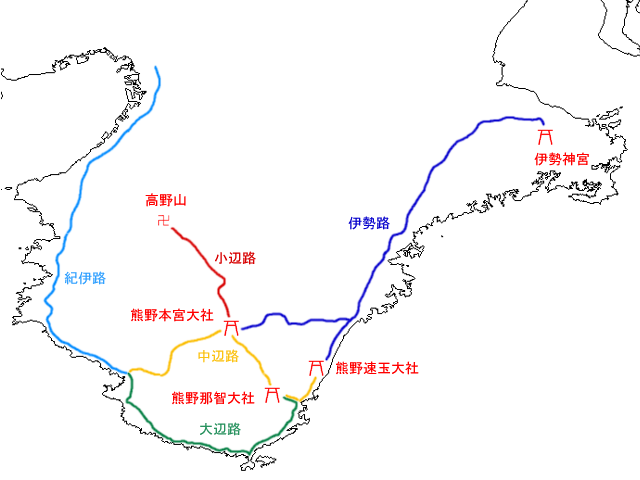 伊勢神宮
高野山
卍
伊勢路
小辺路
紀伊路
熊野本宮大社
中辺路
熊野速玉大社
熊野那智大社
大辺路